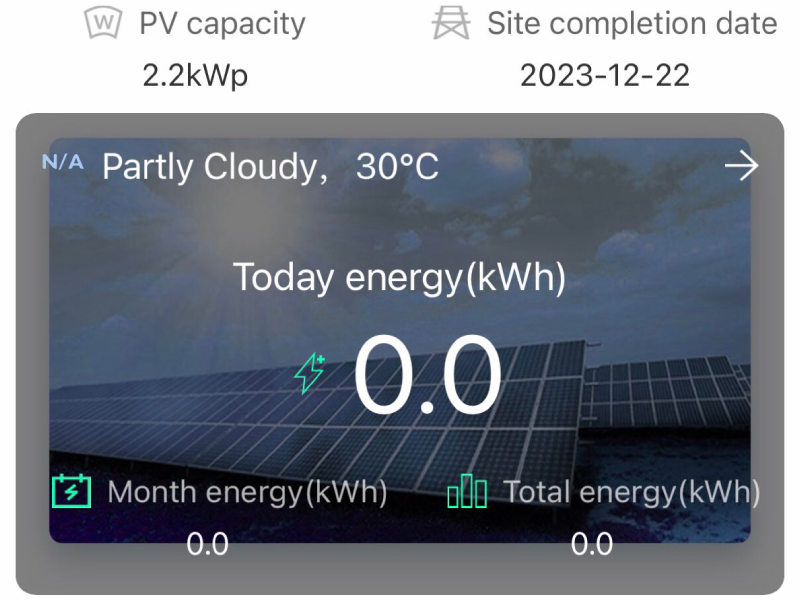 W PV capacity Site completion date
2.2kWp 2023-12-22
N/A Partly Cloudy, 30°C
Today energy(kWh)
0.0
Month energy(kWh) Total energy(kWh)
0.0 0.0